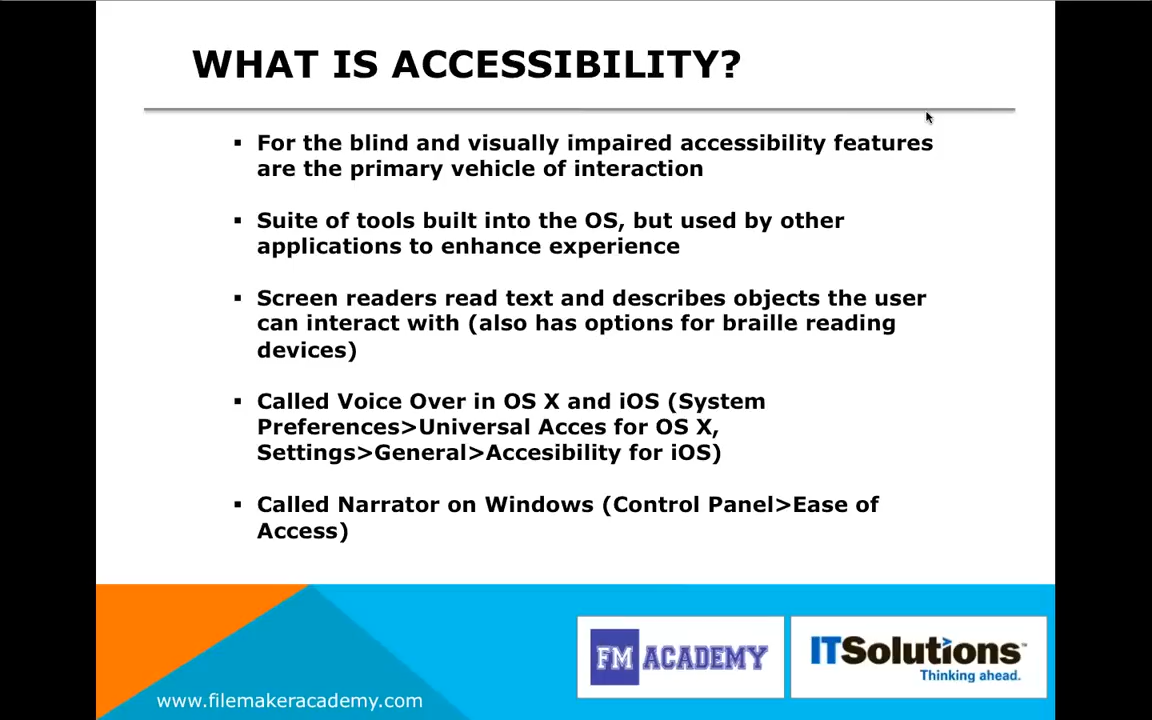 WHAT IS ACCESSIBILITY?
▪ For the blind and visually impaired accessibility features
are the primary vehicle of interaction
▪ Suite of tools built into the OS, but used by other
applications to enhance experience
▪ Screen readers read text and describes objects the user
can interact with (also has options for braille reading
devices)
▪ Called Voice Over in OS X and iOS (System
Preferences>Universal Acces for OS X,
Settings>General>Accesibility for iOS)
▪ Called Narrator on Windows (Control Panel>Ease of
Access)
FM ACADEMY
ITSolutions™
Thinking ahead.
www.filemakeracademy.com